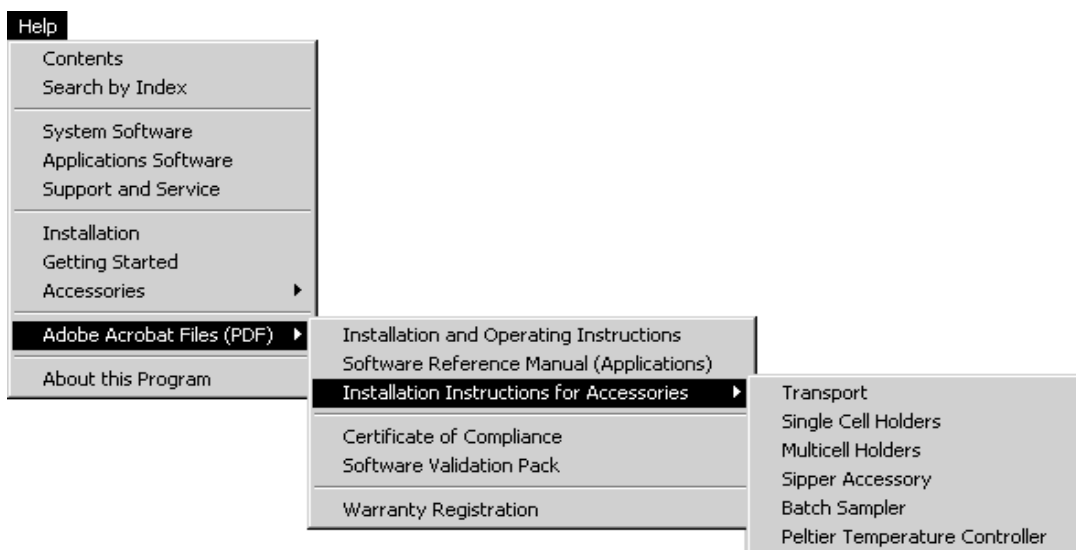 Help
Contents
Search by Index
System Software
Applications Software
Support and Service
Installation
Getting Started
Accessories
Adobe Acrobat Files (PDF)
About this Program
Installation and Operating Instructions
Software Reference Manual (Applications)
Installation Instructions for Accessories
Certificate of Compliance
Software Validation Pack
Warranty Registration
Transport
Single Cell Holders
Multicell Holders
Sipper Accessory
Batch Sampler
Peltier Temperature Controller